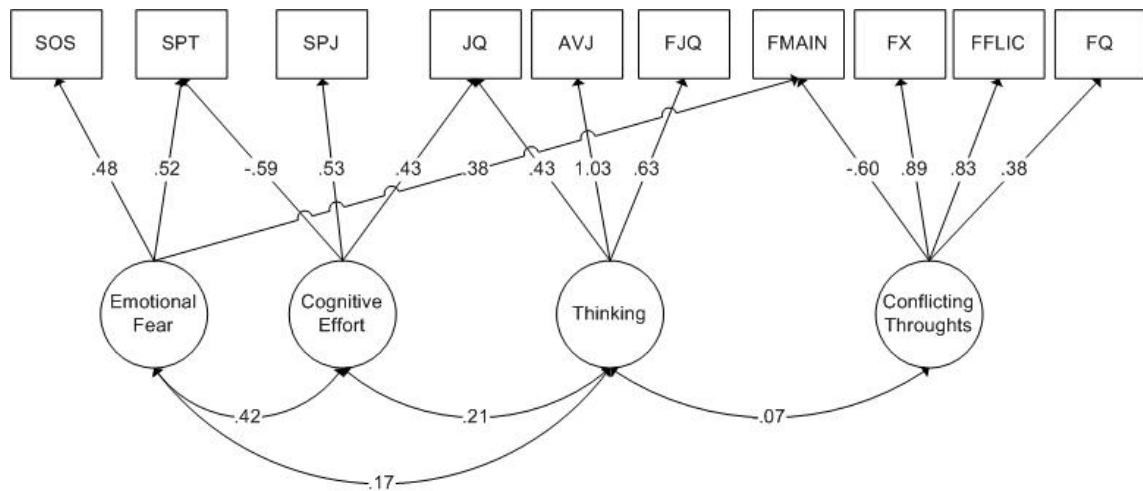 SOS
SPT
SPJ
JQ
AVJ
FJQ
FMAIN
FX
FFLIC
FQ
.48
.52
-.59
.53
.43
.38
.43
1.03
.63
-.60
.89
.83
.38
Emotional
Fear
Cognitive
Effort
Thinking
Conflicting
Throughts
.42
.21
-.07
.17